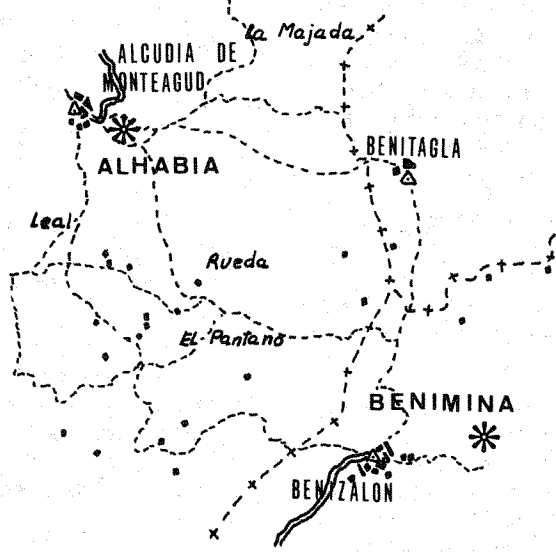 la Majada
ALCUDIA DE
MONTEAGUD
BENITAGLA
ALHABIA
Leal
Rueda
EL-Pantano
BENIMINA
BENIZALON